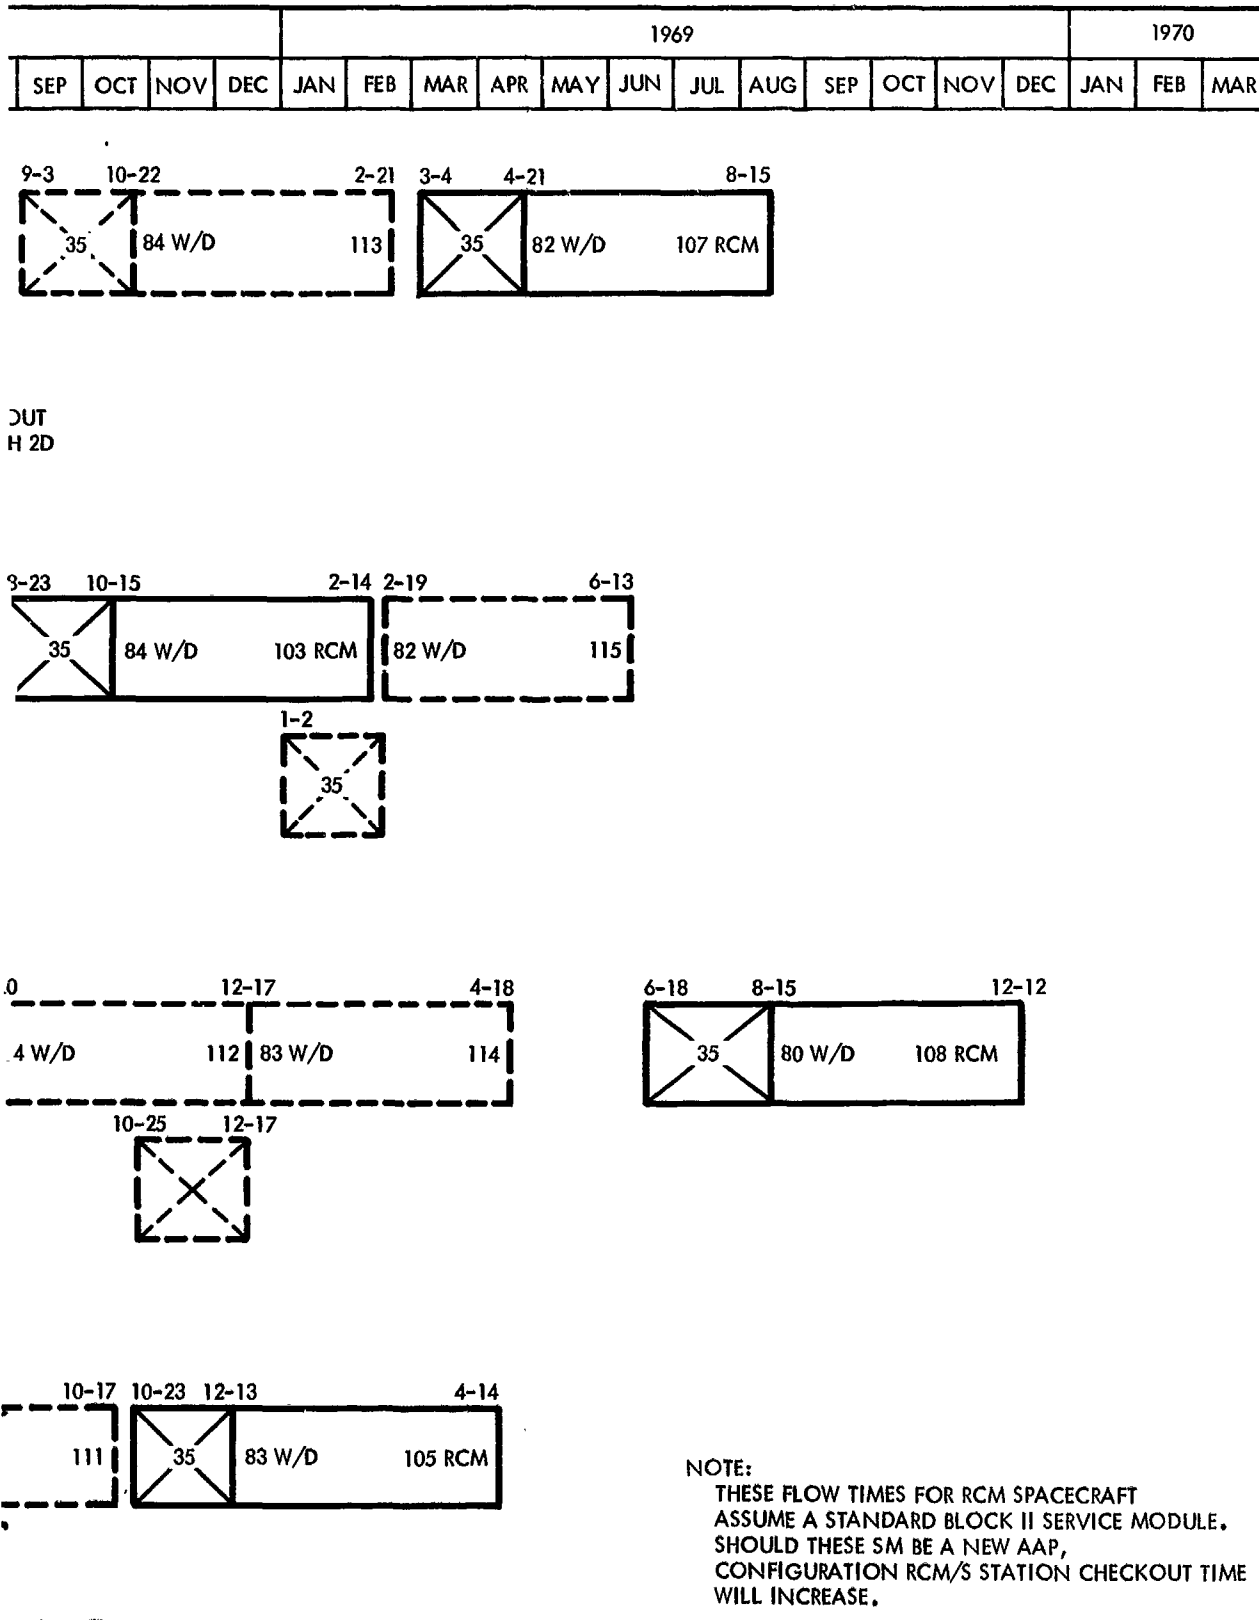 1969 1970
SEP OCT NOV DEC JAN FEB MAR APR MAY JUN JUL AUG SEP OCT NOV DEC JAN FEB MAR
9-3 10-22 2-21 3-4 4-21 8-15
35 84 W/D 113 35 82 W/D 107 RCM
OUT
H 2D
8-23 10-15 2-14 2-19 6-13
35 84 W/D 103 RCM 82 W/D 115
1-2
35
0 12-17 4-18 6-18 8-15 12-12
4 W/D 112 83 W/D 114 35 80 W/D 108 RCM
10-25 12-17
10-17 10-23 12-13 4-14
111 35 83 W/D 105 RCM
NOTE:
THESE FLOW TIMES FOR RCM SPACECRAFT
ASSUME A STANDARD BLOCK II SERVICE MODULE.
SHOULD THESE SM BE A NEW AAP,
CONFIGURATION RCM/S STATION CHECKOUT TIME
WILL INCREASE.